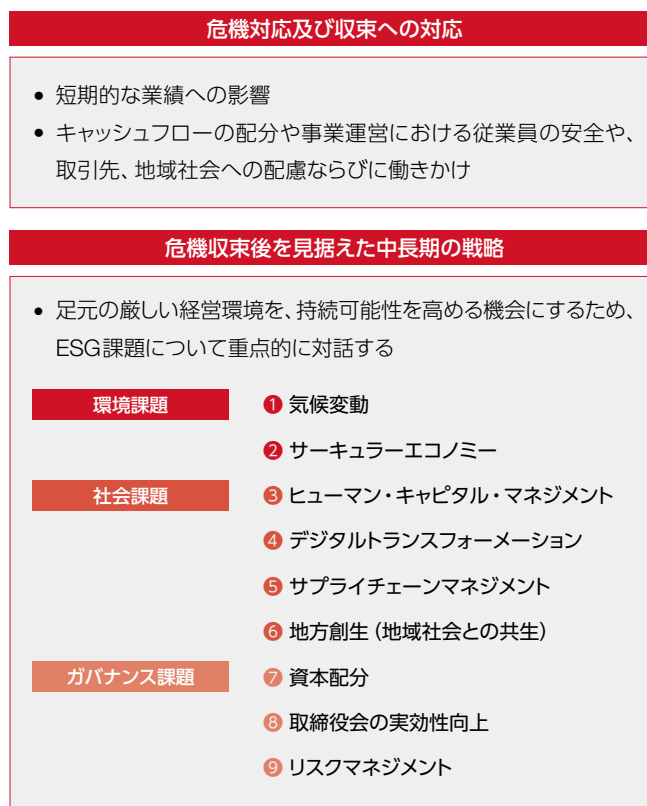 危機対応及び収束への対応
● 短期的な業績への影響
● キャッシュフローの配分や事業運営における従業員の安全や、
取引先、地域社会への配慮ならびに働きかけ
危機収束後を見据えた中長期の戦略
● 足元の厳しい経営環境を、持続可能性を高める機会にするため、
ESG課題について重点的に対話する
環境課題 ❶ 気候変動
❷ サーキュラーエコノミー
社会課題 ❸ ヒューマン・キャピタル・マネジメント
❹ デジタルトランスフォーメーション
❺ サプライチェーンマネジメント
❻ 地方創生（地域社会との共生）
ガバナンス課題 ❼ 資本配分
❽ 取締役会の実効性向上
❾ リスクマネジメント